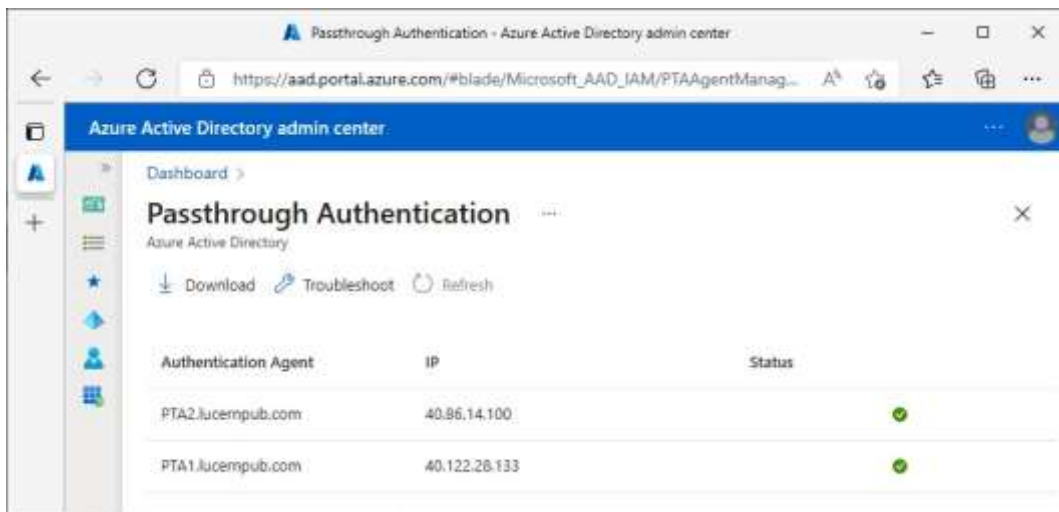 Passthrough Authentication - Azure Active Directory admin center
https://aad.portal.azure.com/#blade/Microsoft_AAD_IAM/PTAAgentManag...
Azure Active Directory admin center
Dashboard >
Passthrough Authentication ...
Azure Active Directory
Download Troubleshoot Refresh
Authentication Agent IP Status
PTA2.lucernpub.com 40.86.14.100
PTA1.lucernpub.com 40.122.28.133